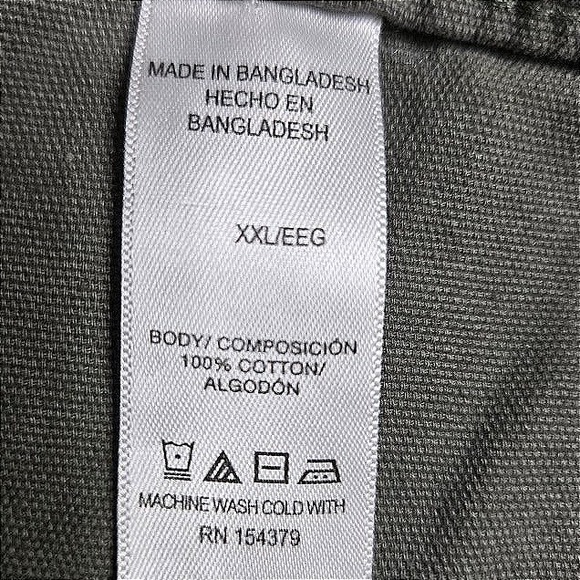 MADE IN BANGLADESH
HECHO EN
BANGLADESH
XXL/EEG
BODY/ COMPOSICIÓN
100% COTTON/
ALGODÓN
MACHINE WASH COLD WITH
RN 154379